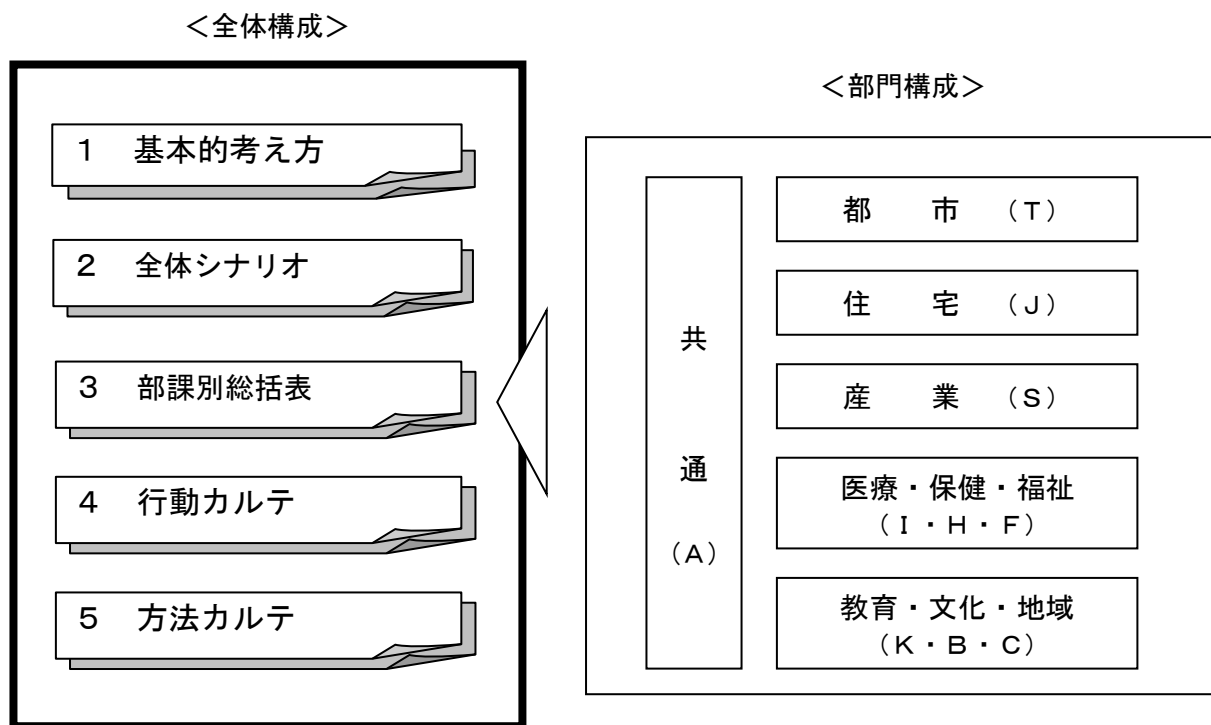 ＜全体構成＞
1 基本的考え方
2 全体シナリオ
3 部課別総括表
4 行動カルテ
5 方法カルテ
＜部門構成＞
共
通
（A）
都 市 （T）
住 宅 （J）
産 業 （S）
医療・保健・福祉
（I・H・F）
教育・文化・地域
（K・B・C）